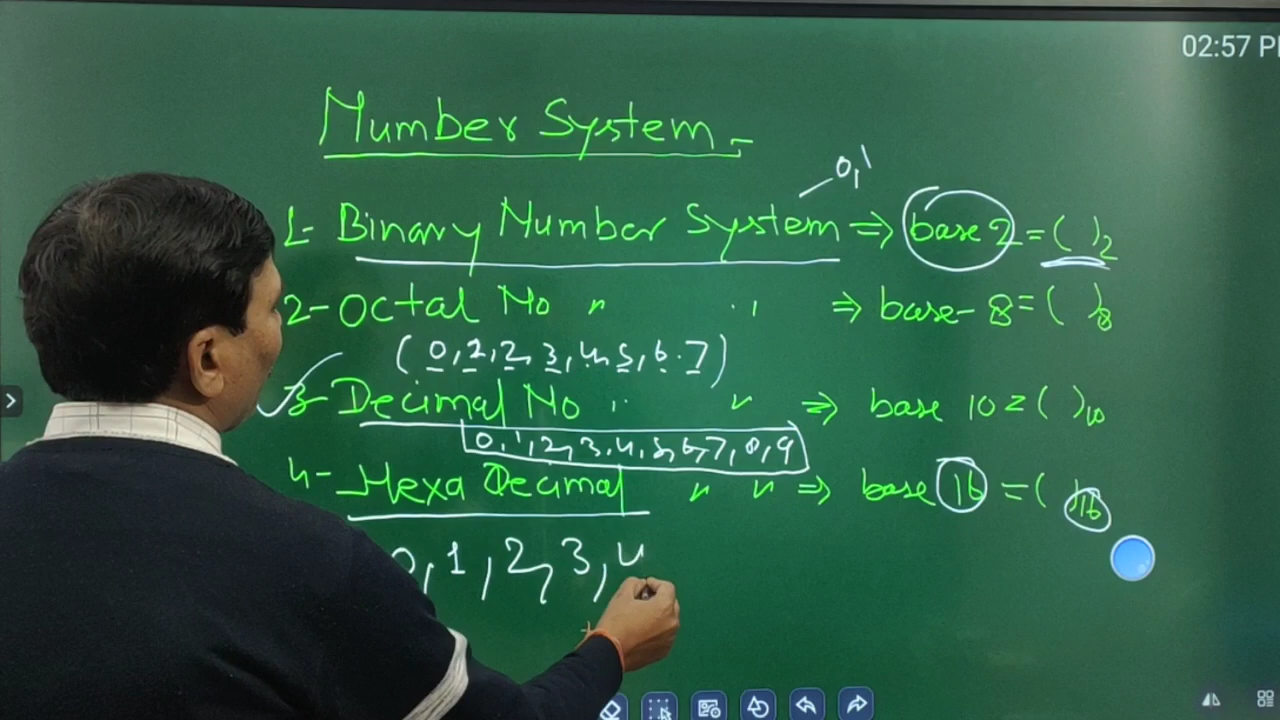 02:57 P
Number System
0,1
1- Binary Number System ⇒ base 2 = ( )2
2- Octal No " " ⇒ base-8 = ( )8
(0,2,2,3,4,5,6.7)
3- Decimal No " " ⇒ base 10 = ( )10
0,1,2,3,4,5,6,7,8,9
4- Hexa Decimal " " ⇒ base 16 = ( )16
0,1,2,3,4